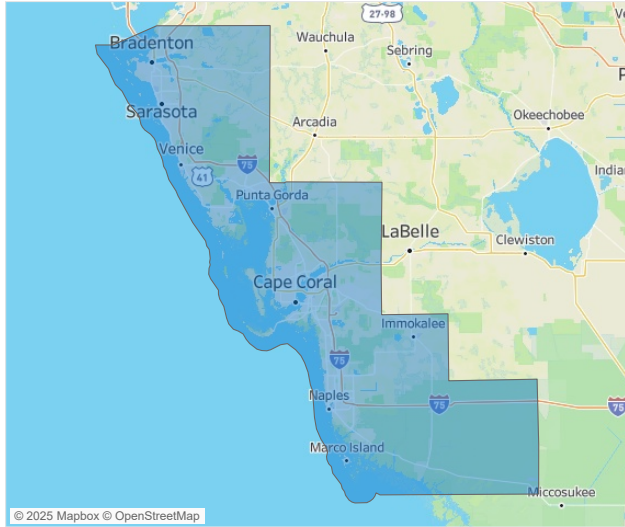 27-98
Wauchula
Bradenton
Sebring
Sarasota
Okeechobee
Arcadia
Venice
75
41
Indian
Punta Gorda
LaBelle
Clewiston
Cape Coral
Immokalee
75
Naples
75
75
Marco Island
Miccosukee
© 2025 Mapbox © OpenStreetMap